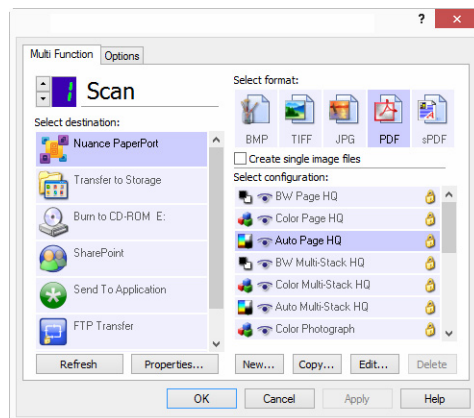 ?
Multi Function
Options
1
Scan
Select destination:
Nuance PaperPort
Transfer to Storage
Burn to CD-ROM E:
SharePoint
Send To Application
FTP Transfer
Refresh
Properties...
Select format:
BMP
TIFF
JPG
PDF
sPDF
Create single image files
Select configuration:
BW Page HQ
Color Page HQ
Auto Page HQ
BW Multi-Stack HQ
Color Multi-Stack HQ
Auto Multi-Stack HQ
Color Photograph
New...
Copy...
Edit...
Delete
OK
Cancel
Apply
Help